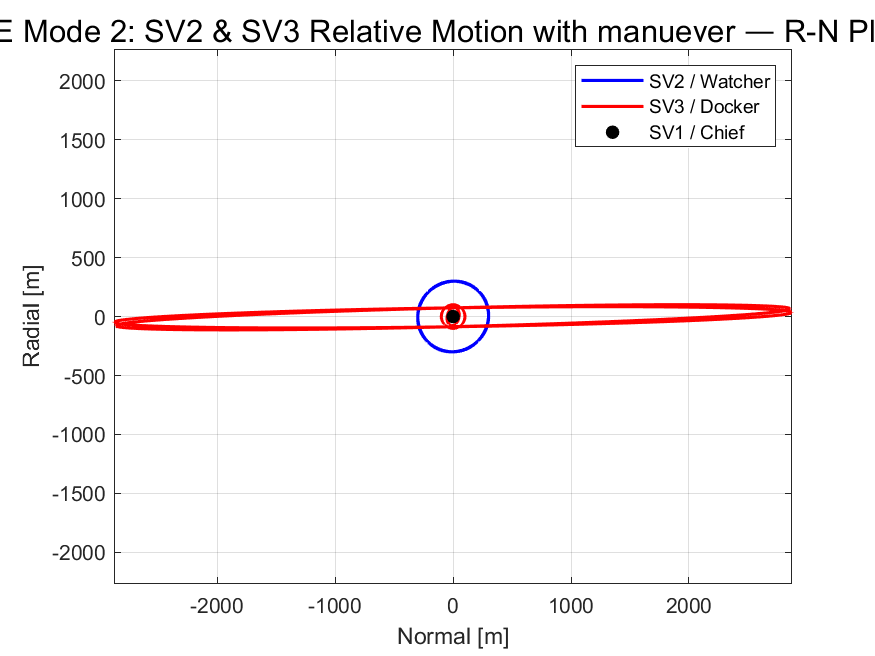 E Mode 2: SV2 & SV3 Relative Motion with manuever — R-N Pl
SV2 / Watcher
SV3 / Docker
SV1 / Chief
2000
1500
1000
500
0
-500
-1000
-1500
-2000
Radial [m]
-2000 -1000 0 1000 2000
Normal [m]